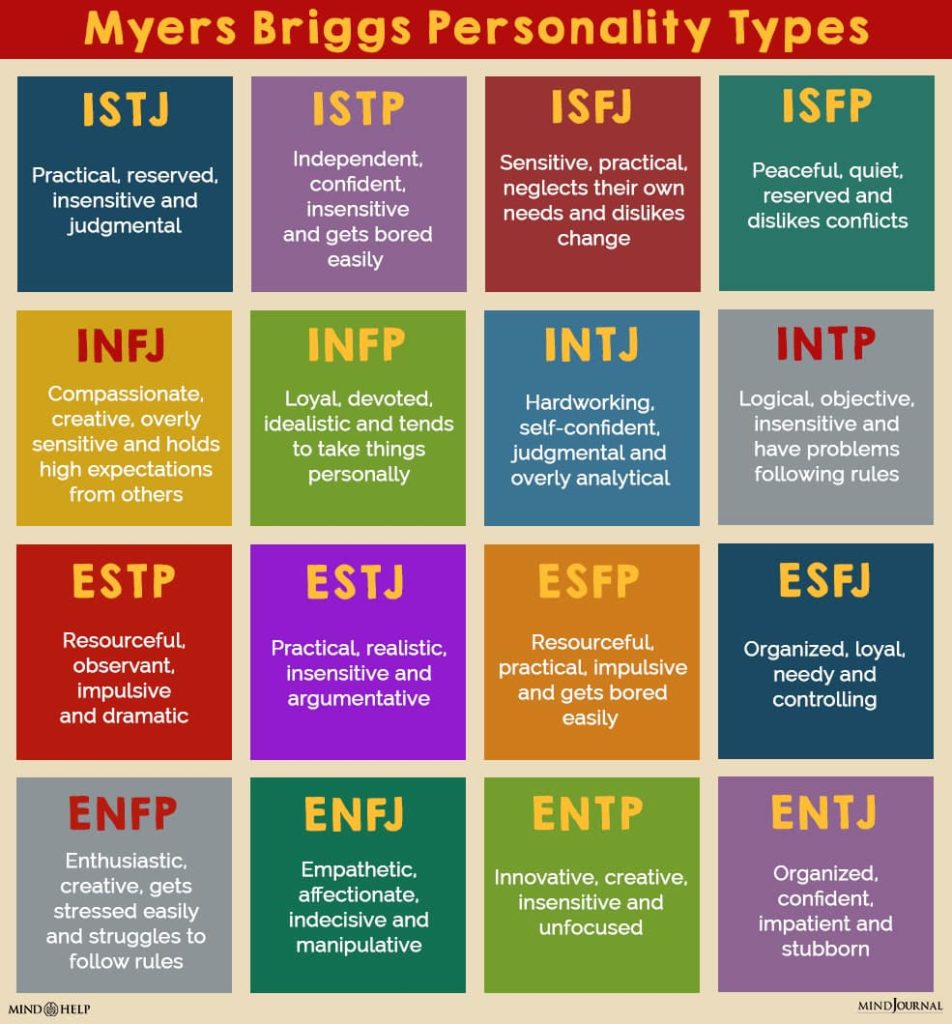 Myers Briggs Personality Types
ISTJ
Practical, reserved,
insensitive and
judgmental
ISTP
Independent,
confident,
insensitive
and gets bored
easily
ISFJ
Sensitive, practical,
neglects their own
needs and dislikes
change
ISFP
Peaceful, quiet,
reserved and
dislikes conflicts
INFJ
Compassionate,
creative, overly
sensitive and holds
high expectations
from others
INFP
Loyal, devoted,
idealistic and tends
to take things
personally
INTJ
Hardworking,
self-confident,
judgmental and
overly analytical
INTP
Logical, objective,
insensitive and
have problems
following rules
ESTP
Resourceful,
observant,
impulsive
and dramatic
ESTJ
Practical, realistic,
insensitive and
argumentative
ESFP
Resourceful,
practical, impulsive
and gets bored
easily
ESFJ
Organized, loyal,
needy and
controlling
ENFP
Enthusiastic,
creative, gets
stressed easily
and struggles to
follow rules
ENFJ
Empathetic,
affectionate,
indecisive and
manipulative
ENTP
Innovative, creative,
insensitive and
unfocused
ENTJ
Organized,
confident,
impatient and
stubborn
MIND HELP
MINDJOURNAL